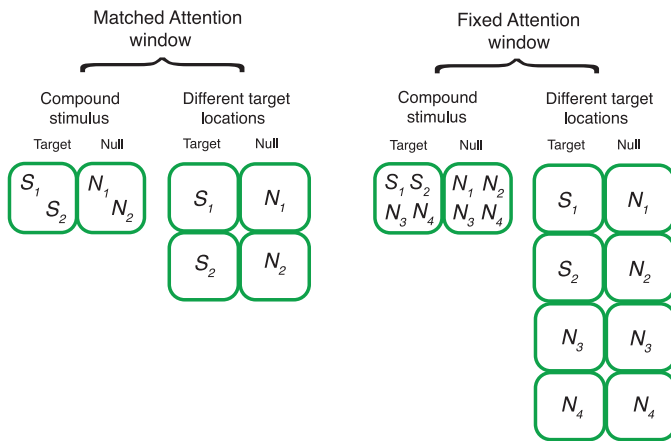 Matched Attention
window
Compound
stimulus
Different target
locations
Target Null
Target Null
S1 N1
S2 N2
S1 N1
S2 N2
Fixed Attention
window
Compound
stimulus
Different target
locations
Target Null
Target Null
S1 S2 N1 N2
N3 N4 N3 N4
S1 N1
S2 N2
N3 N3
N4 N4